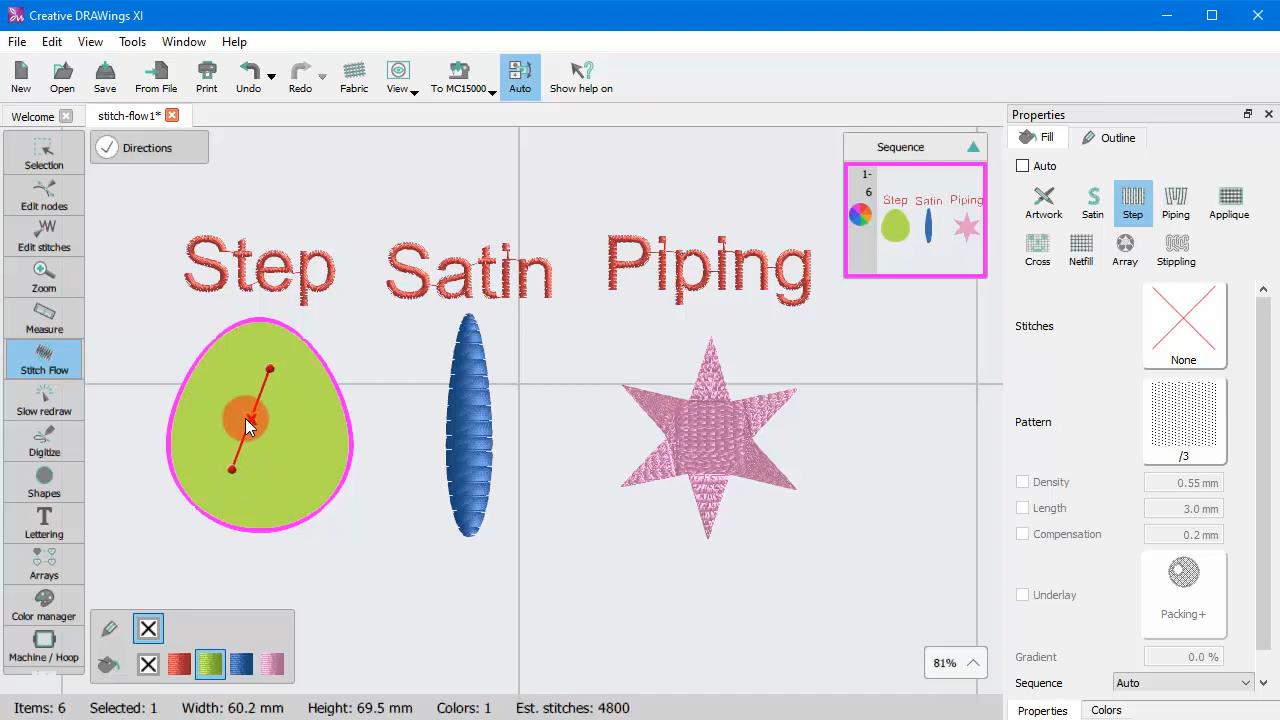 Creative DRAWings XI
File Edit View Tools Window Help
New Open Save From File Print Undo Redo Fabric View To MC15000 Auto Show help on
Welcome stitch-flow1*
Properties
Fill Outline
Directions
Sequence
1-
6
Step Satin Piping
Selection
Edit nodes
Edit stitches
Zoom
Measure
Stitch Flow
Slow redraw
Digitize
Shapes
Lettering
Arrays
Color manager
Machine / Hoop
Step Satin Piping
81%
Auto
Artwork Satin Step Piping Applique
Cross Netfill Array Stippling
Stitches
None
Pattern
/3
Density 0.55 mm
Length 3.0 mm
Compensation 0.2 mm
Underlay
Packing+
Gradient 0.0 %
Sequence Auto
Properties Colors
Items: 6 Selected: 1 Width: 60.2 mm Height: 69.5 mm Colors: 1 Est. stitches: 4800